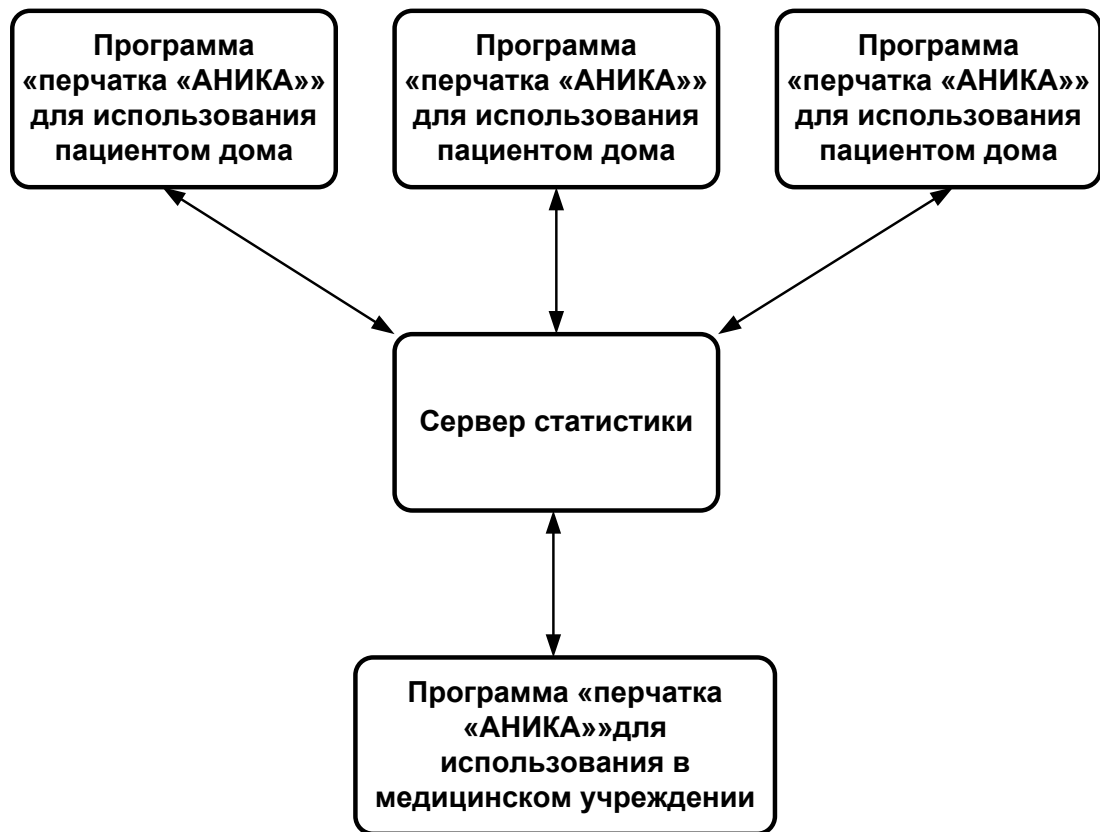 Программа
«перчатка «АНИКА»»
для использования
пациентом дома
Программа
«перчатка «АНИКА»»
для использования
пациентом дома
Программа
«перчатка «АНИКА»»
для использования
пациентом дома
Сервер статистики
Программа «перчатка
«АНИКА»»для
использования в
медицинском учреждении